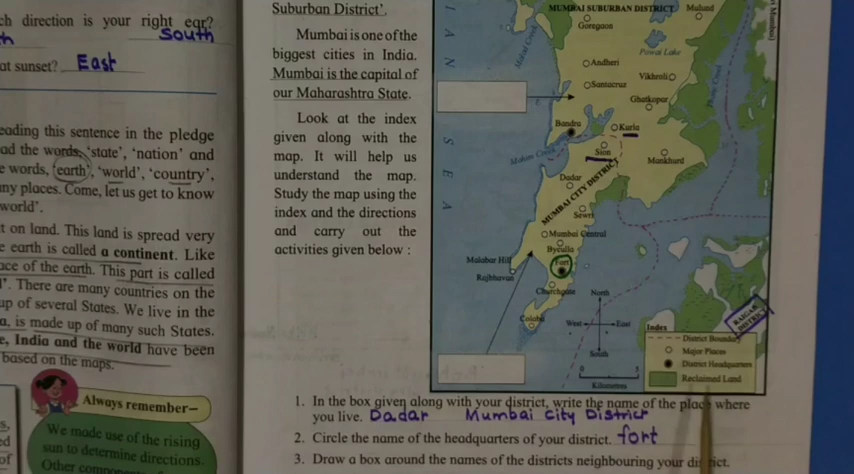 ch direction is your right ear?
South
at sunset? East
eading this sentence in the pledge
ad the words, 'state', 'nation' and
e words, 'earth', 'world', 'country',
ny places. Come, let us get to know
world'.
t on land. This land is spread very
e earth is called a continent. Like
ace of the earth. This part is called
There are many countries on the
up of several States. We live in the
a, is made up of many such States.
e, India and the world have been
based on the maps.
Always remember–
We made use of the rising
sun to determine directions.
Other
Suburban District'.
Mumbai is one of the
biggest cities in India.
Mumbai is the capital of
our Maharashtra State.
Look at the index
given along with the
map. It will help us
understand the map.
Study the map using the
index and the directions
and carry out the
activities given below :
MUMBAI SUBURBAN DISTRICT
Mulund
Goregaon
Malad Creek
Powai Lake
Andheri
Vikhroli
Santacruz
Ghatkopar
Bandra
Kurla
Sion
Mahim Creek
Mankhurd
Dadar
MUMBAI CITY DISTRICT
Sewri
Mumbai Central
Byculla
Malabar Hill
Fort
Rajbhavan
Churchgate
Colaba
SEA
North
West East
South
Kilometres
RAIGAD DISTRICT
Index
District Boundary
Major Places
District Headquarters
Reclaimed Land
1. In the box given along with your district, write the name of the place where
you live. Dadar Mumbai City District
2. Circle the name of the headquarters of your district. fort
3. Draw a box around the names of the districts neighbouring your district.